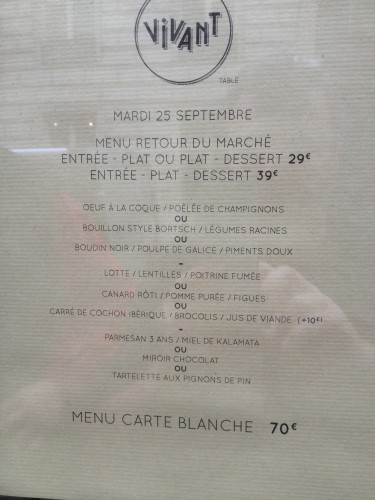 VIVANT
TABLE
MARDI 25 SEPTEMBRE
MENU RETOUR DU MARCHÉ
ENTRÉE - PLAT OU PLAT - DESSERT 29€
ENTRÉE - PLAT - DESSERT 39€
OEUF À LA COQUE / POÊLÉE DE CHAMPIGNONS
OU
BOUILLON STYLE BORTSCH / LÉGUMES RACINES
OU
BOUDIN NOIR / POULPE DE GALICE / PIMENTS DOUX
-
LOTTE / LENTILLES / POITRINE FUMÉE
OU
CANARD RÔTI / POMME PURÉE / FIGUES
OU
CARRÉ DE COCHON IBÉRIQUE / BROCOLIS / JUS DE VIANDE (+10€)
-
PARMESAN 3 ANS / MIEL DE KALAMATA
OU
MIROIR CHOCOLAT
OU
TARTELETTE AUX PIGNONS DE PIN
MENU CARTE BLANCHE 70€